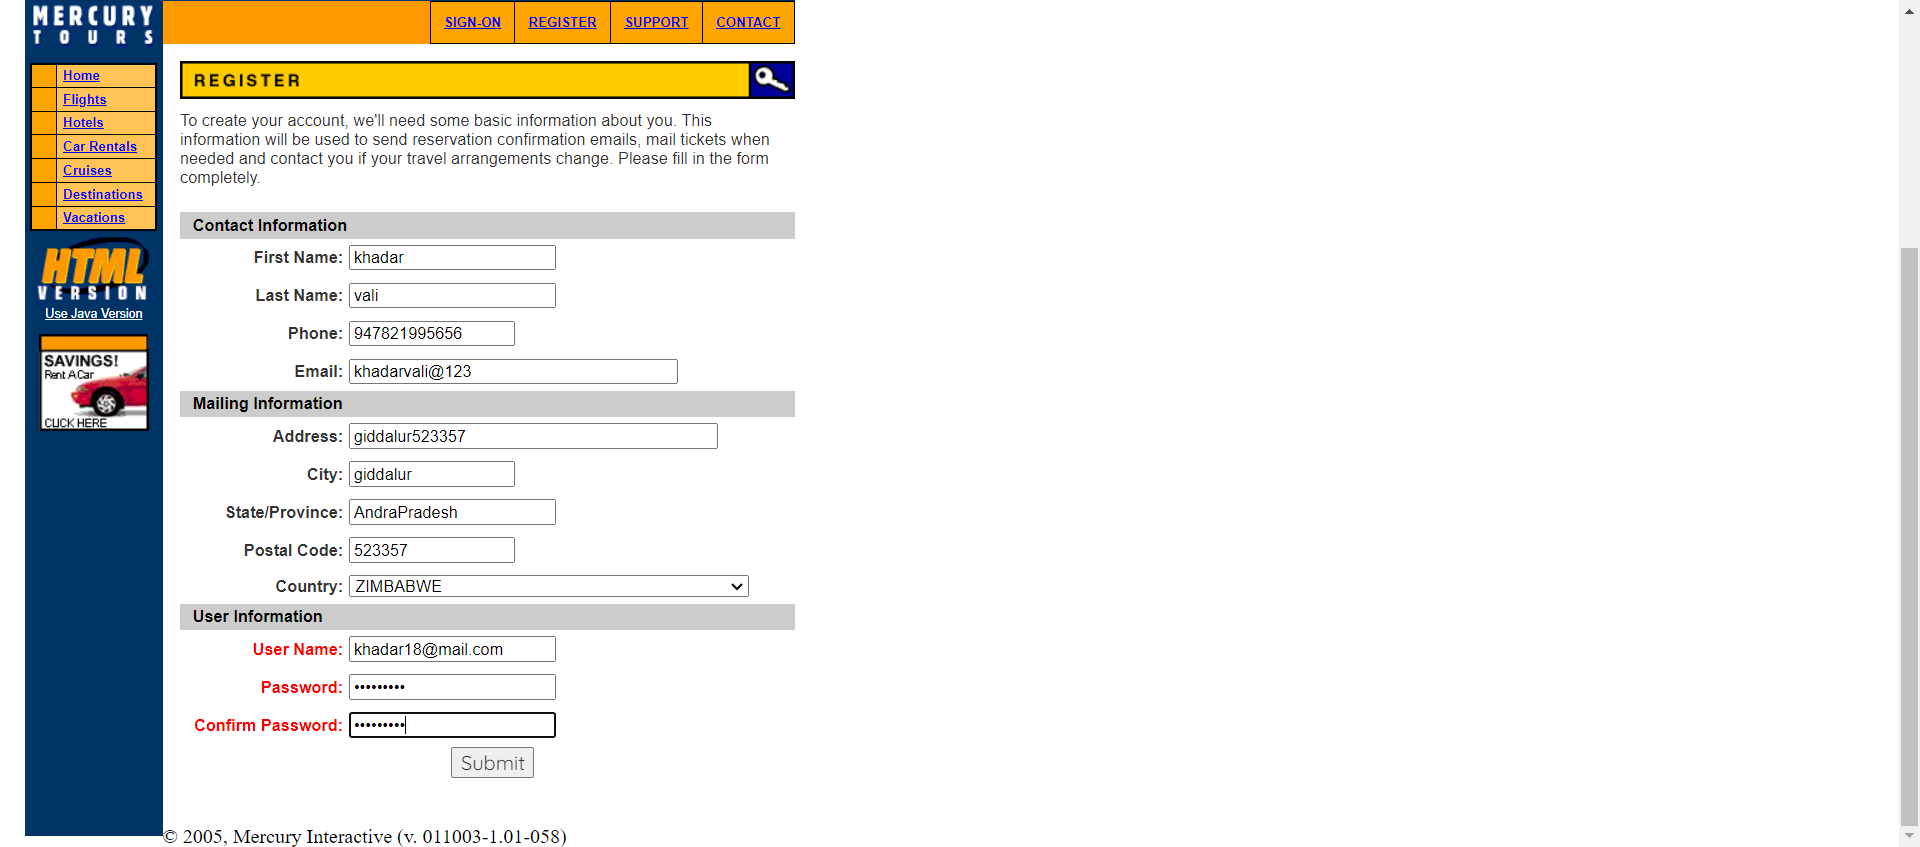 MERCURY
TOURS
SIGN-ON REGISTER SUPPORT CONTACT
Home
Flights
Hotels
Car Rentals
Cruises
Destinations
Vacations
HTML
VERSION
Use Java Version
SAVINGS!
Rent A Car
CLICK HERE
REGISTER
To create your account, we'll need some basic information about you. This
information will be used to send reservation confirmation emails, mail tickets when
needed and contact you if your travel arrangements change. Please fill in the form
completely.
Contact Information
First Name: khadar
Last Name: vali
Phone: 947821995656
Email: khadarvali@123
Mailing Information
Address: giddalur523357
City: giddalur
State/Province: AndraPradesh
Postal Code: 523357
Country: ZIMBABWE
User Information
User Name: khadar18@mail.com
Password: •••••••••
Confirm Password: •••••••••
Submit
© 2005, Mercury Interactive (v. 011003-1.01-058)